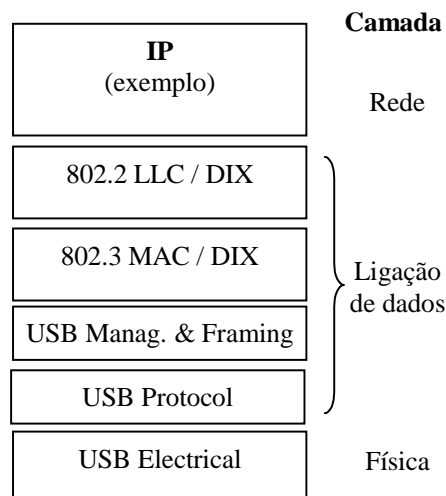 Camada
IP
(exemplo)
Rede
802.2 LLC / DIX
802.3 MAC / DIX
Ligação
de dados
USB Manag. & Framing
USB Protocol
USB Electrical
Física